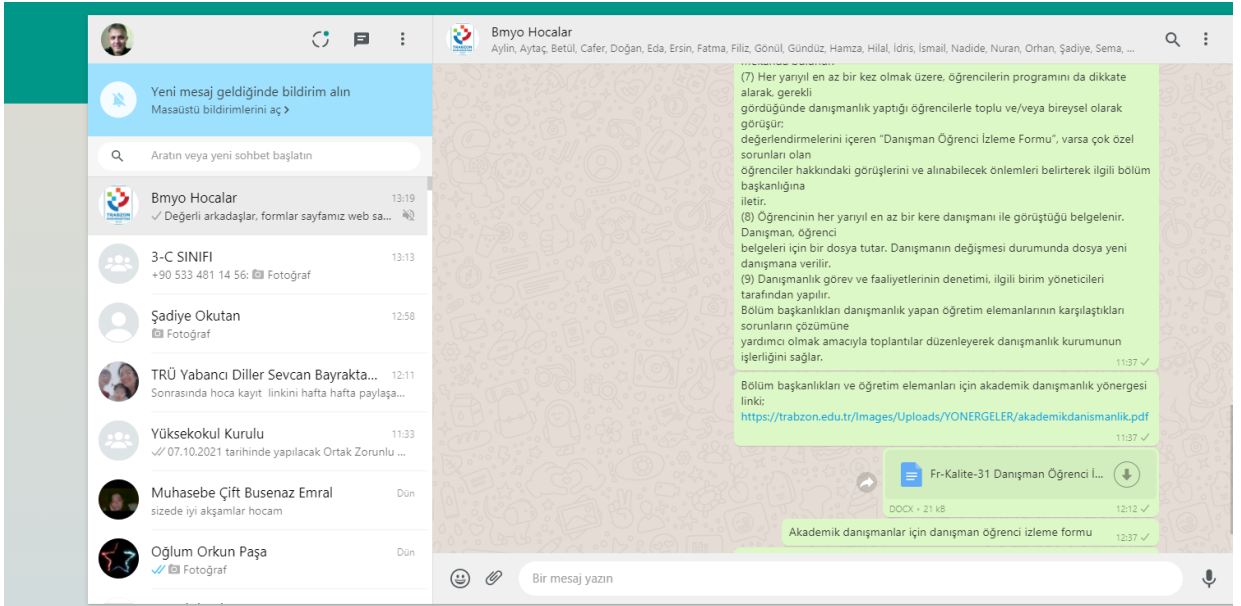 Yeni mesaj geldiğinde bildirim alın
Masaüstü bildirimlerini aç >
Aratın veya yeni sohbet başlatın
Bmyo Hocalar 13:19
Değerli arkadaşlar, formlar sayfamız web sa...
3-C SINIFI 13:13
+90 533 481 14 56: Fotoğraf
Şadiye Okutan 12:58
Fotoğraf
TRÜ Yabancı Diller Sevcan Bayrakta... 12:11
Sonrasında hoca kayıt linkini hafta hafta paylaşa...
Yüksekokul Kurulu 11:33
07.10.2021 tarihinde yapılacak Ortak Zorunlu ...
Muhasebe Çift Busenaz Emral Dün
sizede iyi akşamlar hocam
Oğlum Orkun Paşa Dün
Fotoğraf
Bmyo Hocalar
Aylin, Aytaç, Betül, Cafer, Doğan, Eda, Ersin, Fatma, Filiz, Gönül, Gündüz, Hamza, Hilal, İdris, İsmail, Nadide, Nuran, Orhan, Şadiye, Sema, ...
(7) Her yarıyıl en az bir kez olmak üzere, öğrencilerin programını da dikkate
alarak, gerekli
gördüğünde danışmanlık yaptığı öğrencilerle toplu ve/veya bireysel olarak
görüşür;
değerlendirmelerini içeren “Danışman Öğrenci İzleme Formu”, varsa çok özel
sorunları olan
öğrenciler hakkındaki görüşlerini ve alınabilecek önlemleri belirterek ilgili bölüm
başkanlığına
iletir.
(8) Öğrencinin her yarıyıl en az bir kere danışmanı ile görüştüğü belgelenir.
Danışman, öğrenci
belgeleri için bir dosya tutar. Danışmanın değişmesi durumunda dosya yeni
danışmana verilir.
(9) Danışmanlık görev ve faaliyetlerinin denetimi, ilgili birim yöneticileri
tarafından yapılır.
Bölüm başkanlıkları danışmanlık yapan öğretim elemanlarının karşılaştıkları
sorunların çözümüne
yardımcı olmak amacıyla toplantılar düzenleyerek danışmanlık kurumunun
işlerliğini sağlar.
11:37
Bölüm başkanlıkları ve öğretim elemanları için akademik danışmanlık yönergesi
linki;
https://trabzon.edu.tr/Images/Uploads/YONERGELER/akademikdanismanlik.pdf
11:37
Fr-Kalite-31 Danışman Öğrenci İ...
DOCX • 21 kB 12:12
Akademik danışmanlar için danışman öğrenci izleme formu 12:37
Bir mesaj yazın